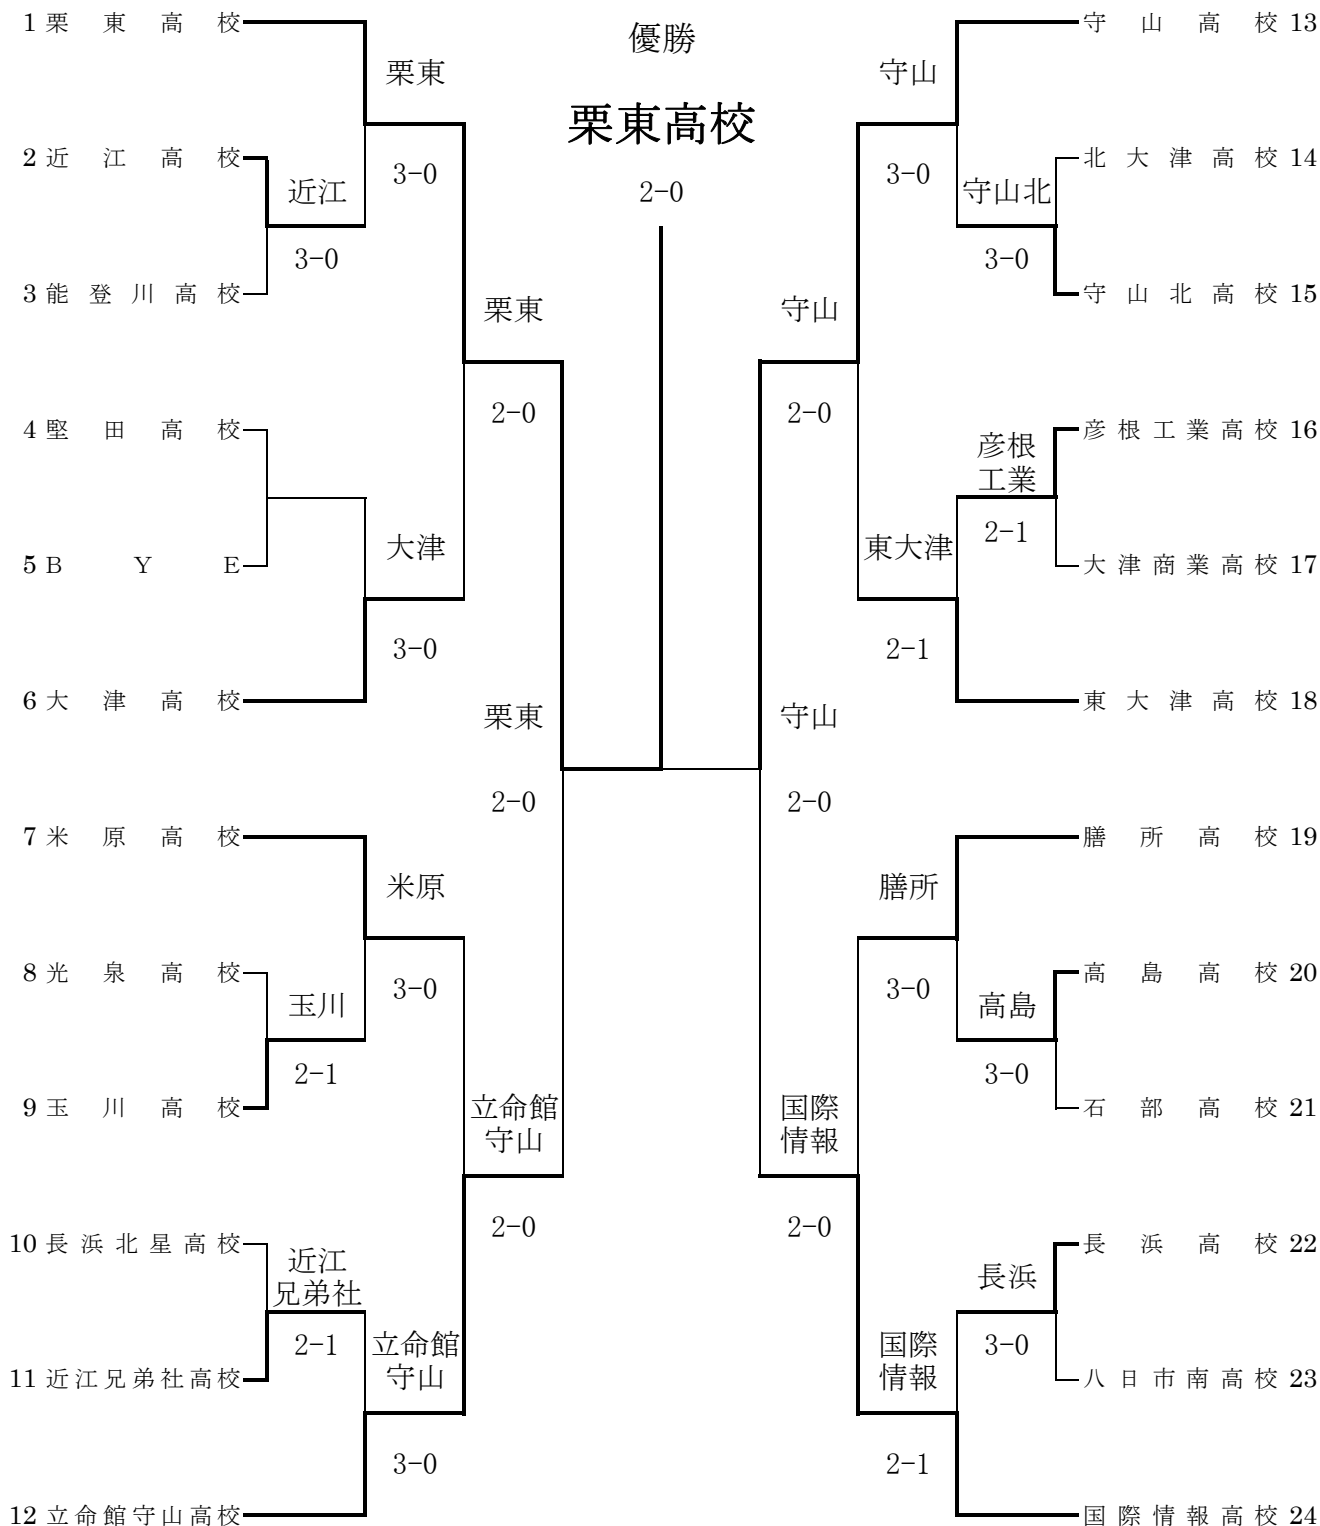 優勝
栗東高校
2-0
1 栗東高校
栗東
3-0
2 近江高校
近江
3-0
3 能登川高校
栗東
2-0
4 堅田高校
5 BYE
大津
3-0
6 大津高校
栗東
2-0
7 米原高校
米原
3-0
8 光泉高校
玉川
2-1
9 玉川高校
立命館
守山
2-0
10 長浜北星高校
近江
兄弟社
2-1
11 近江兄弟社高校
立命館
守山
3-0
12 立命館守山高校
守山高校 13
守山
3-0
北大津高校 14
守山北
3-0
守山北高校 15
守山
2-0
彦根工業高校 16
彦根
工業
2-1
大津商業高校 17
東大津
2-1
東大津高校 18
守山
2-0
膳所高校 19
膳所
3-0
高島高校 20
高島
3-0
石部高校 21
国際
情報
2-0
長浜高校 22
長浜
3-0
八日市南高校 23
国際
情報
2-1
国際情報高校 24